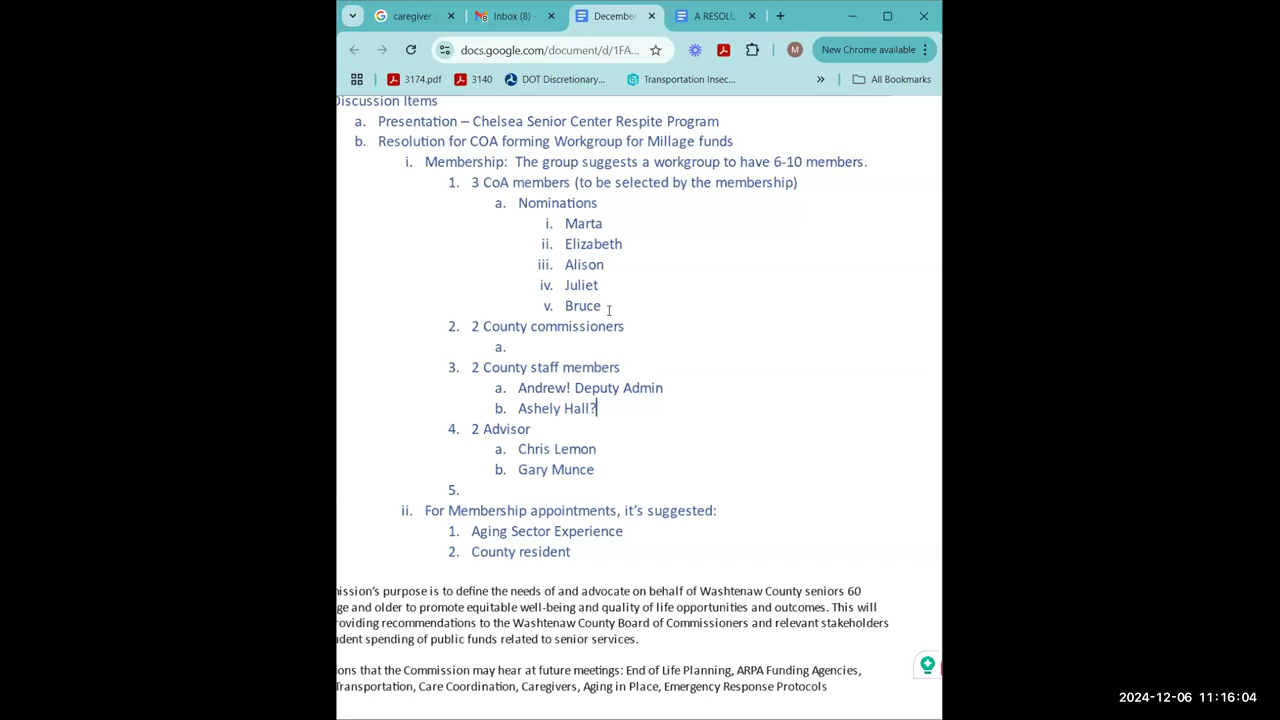 caregiver
Inbox (8)
December
A RESOLU
docs.google.com/document/d/1FA...
M
New Chrome available
3174.pdf
3140
DOT Discretionary...
Transportation Insec...
»
All Bookmarks
Discussion Items
a. Presentation – Chelsea Senior Center Respite Program
b. Resolution for COA forming Workgroup for Millage funds
i. Membership: The group suggests a workgroup to have 6-10 members.
1. 3 CoA members (to be selected by the membership)
a. Nominations
i. Marta
ii. Elizabeth
iii. Alison
iv. Juliet
v. Bruce
2. 2 County commissioners
a.
3. 2 County staff members
a. Andrew! Deputy Admin
b. Ashely Hall?
4. 2 Advisor
a. Chris Lemon
b. Gary Munce
5.
ii. For Membership appointments, it's suggested:
1. Aging Sector Experience
2. County resident
mission's purpose is to define the needs of and advocate on behalf of Washtenaw County seniors 60
ge and older to promote equitable well-being and quality of life opportunities and outcomes. This will
roviding recommendations to the Washtenaw County Board of Commissioners and relevant stakeholders
udent spending of public funds related to senior services.
ions that the Commission may hear at future meetings: End of Life Planning, ARPA Funding Agencies,
Transportation, Care Coordination, Caregivers, Aging in Place, Emergency Response Protocols
2024-12-06 11:16:04